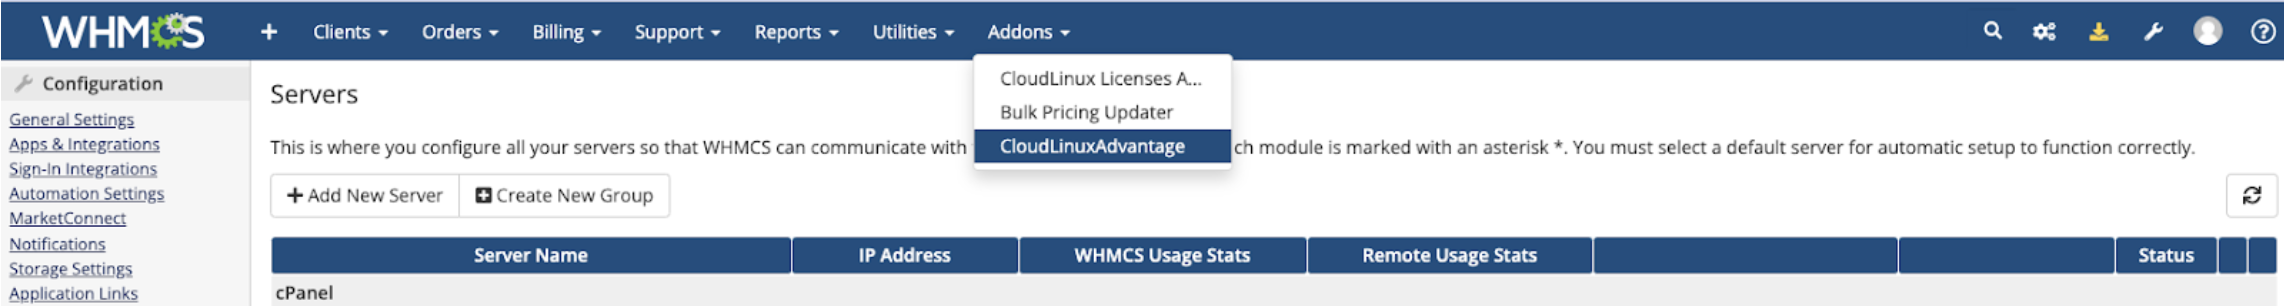 WHMCS + Clients Orders Billing Support Reports Utilities Addons
CloudLinux Licenses A...
Bulk Pricing Updater
CloudLinuxAdvantage
Configuration
General Settings
Apps & Integrations
Sign-In Integrations
Automation Settings
MarketConnect
Notifications
Storage Settings
Application Links
Servers
This is where you configure all your servers so that WHMCS can communicate with ch module is marked with an asterisk *. You must select a default server for automatic setup to function correctly.
+ Add New Server + Create New Group
Server Name IP Address WHMCS Usage Stats Remote Usage Stats Status
cPanel